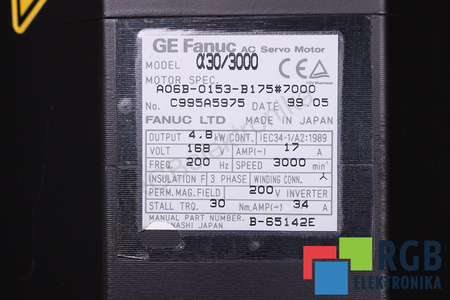 GE Fanuc AC Servo Motor
MODEL α30/3000
MOTOR SPEC.
A06B-0153-B175#7000
No. C995A5975 DATE 99.05
FANUC LTD MADE IN JAPAN
OUTPUT 4.8 kW CONT. IEC34-1/A2:1989
VOLT 168 AMP(~) 17 A
FREQ. 200 Hz SPEED 3000 min-1
INSULATION F 3 PHASE WINDING CONN.
PERM.MAG.FIELD 200V INVERTER
STALL TRQ. 30 Nm AMP(~) 34 A
MANUAL PART NUMBER B-65142E
JAPAN
RGB
ELEKTRONIKA